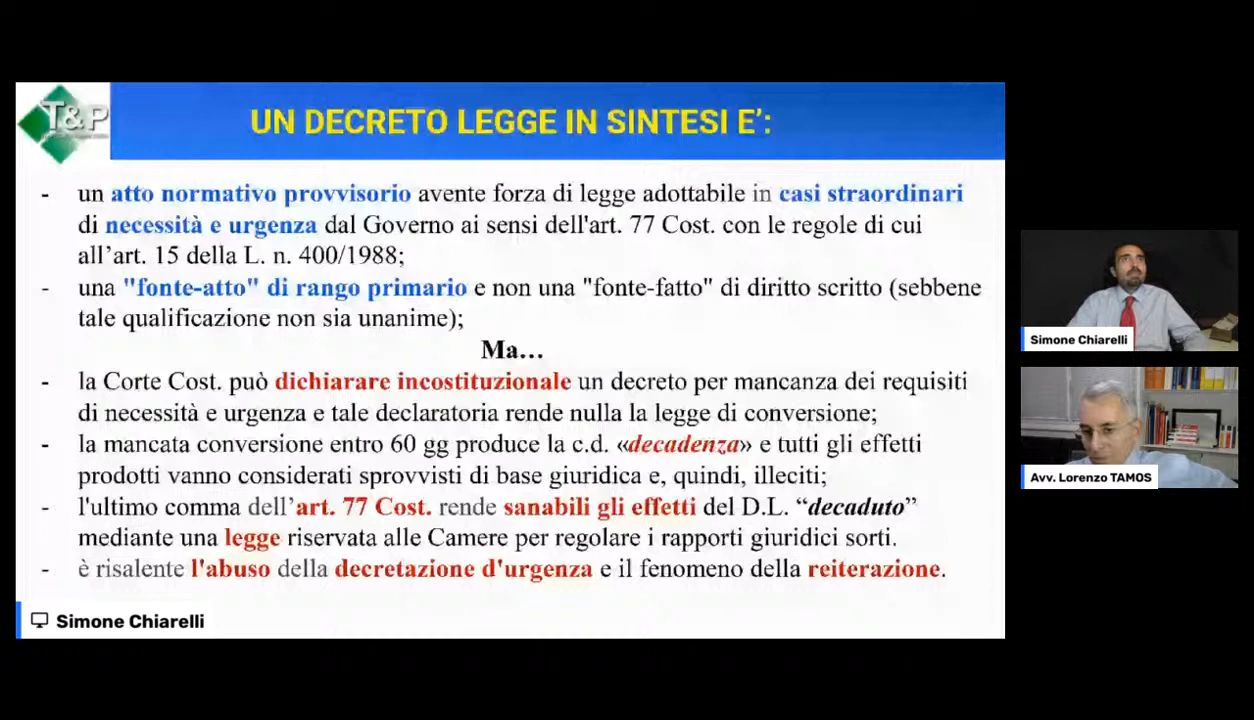 T&P
UN DECRETO LEGGE IN SINTESI E':
- un atto normativo provvisorio avente forza di legge adottabile in casi straordinari
di necessità e urgenza dal Governo ai sensi dell'art. 77 Cost. con le regole di cui
all'art. 15 della L. n. 400/1988;
- una "fonte-atto" di rango primario e non una "fonte-fatto" di diritto scritto (sebbene
tale qualificazione non sia unanime);
Ma…
- la Corte Cost. può dichiarare incostituzionale un decreto per mancanza dei requisiti
di necessità e urgenza e tale declaratoria rende nulla la legge di conversione;
- la mancata conversione entro 60 gg produce la c.d. «decadenza» e tutti gli effetti
prodotti vanno considerati sprovvisti di base giuridica e, quindi, illeciti;
- l'ultimo comma dell'art. 77 Cost. rende sanabili gli effetti del D.L. “decaduto”
mediante una legge riservata alle Camere per regolare i rapporti giuridici sorti.
- è risalente l'abuso della decretazione d'urgenza e il fenomeno della reiterazione.
Simone Chiarelli
Simone Chiarelli
Avv. Lorenzo TAMOS